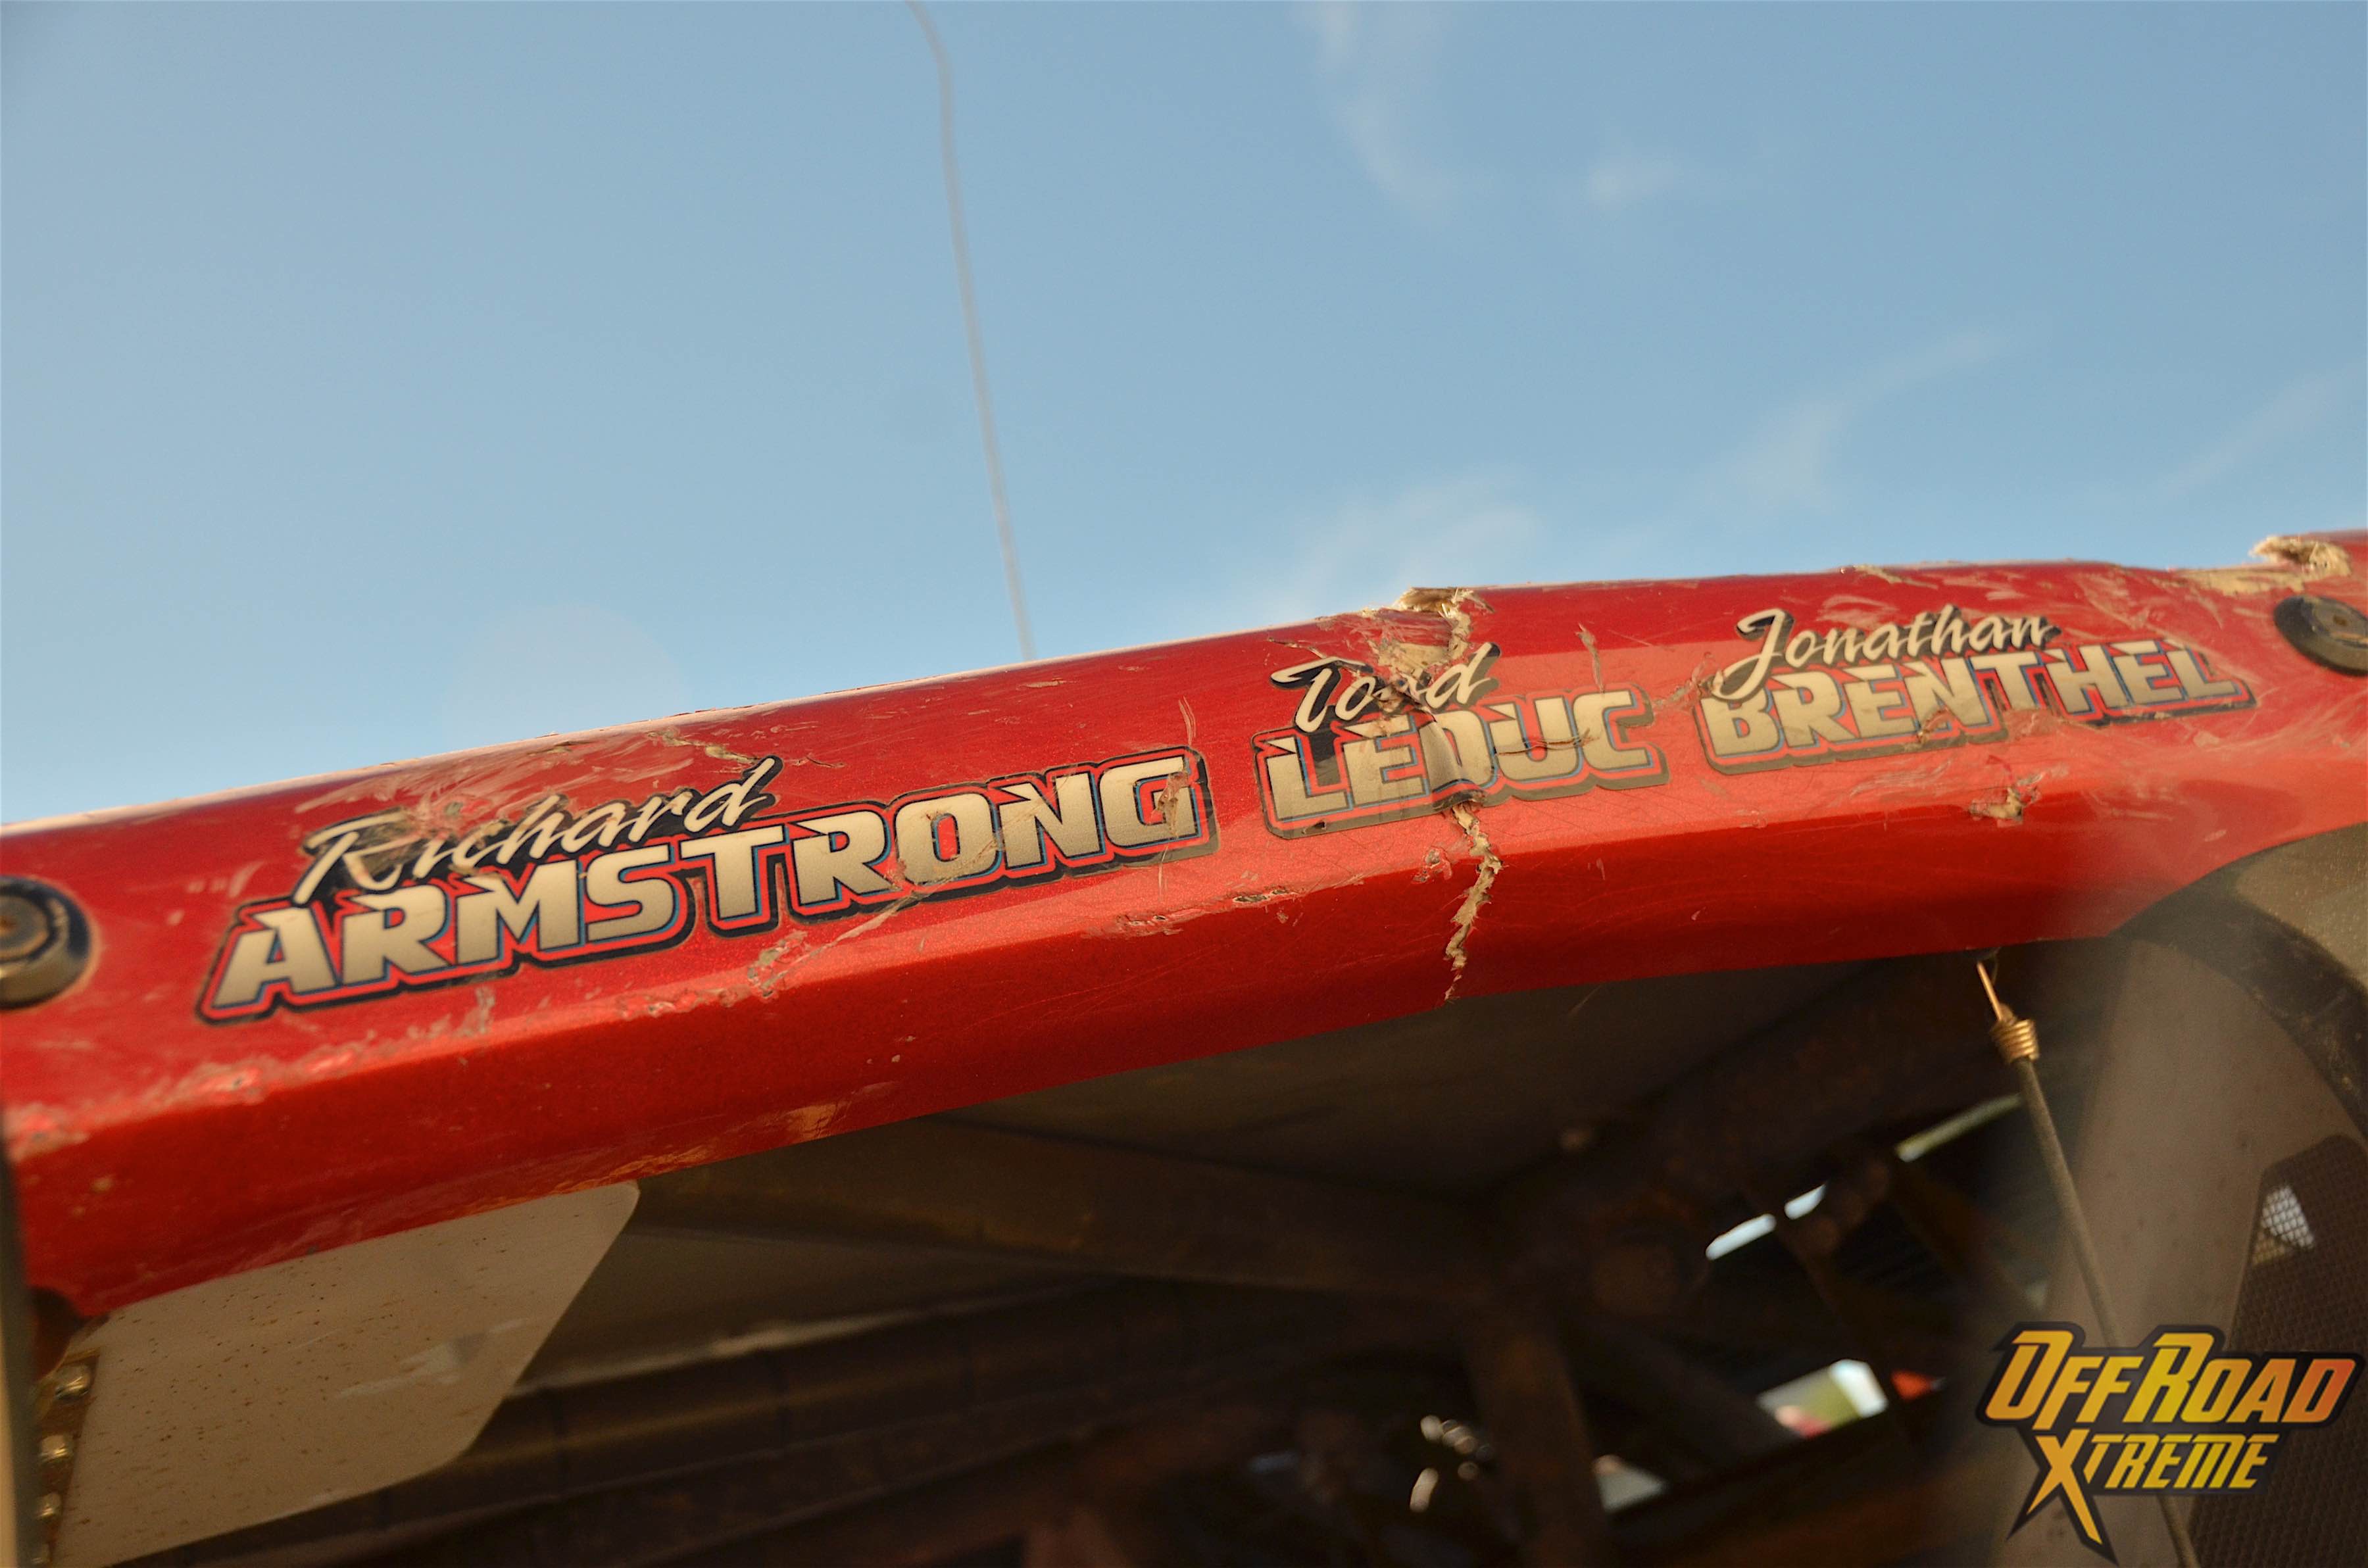 Richard
ARMSTRONG
Todd
LEDUC
Jonathan
BRENTHEL
OFFROAD
XTREME